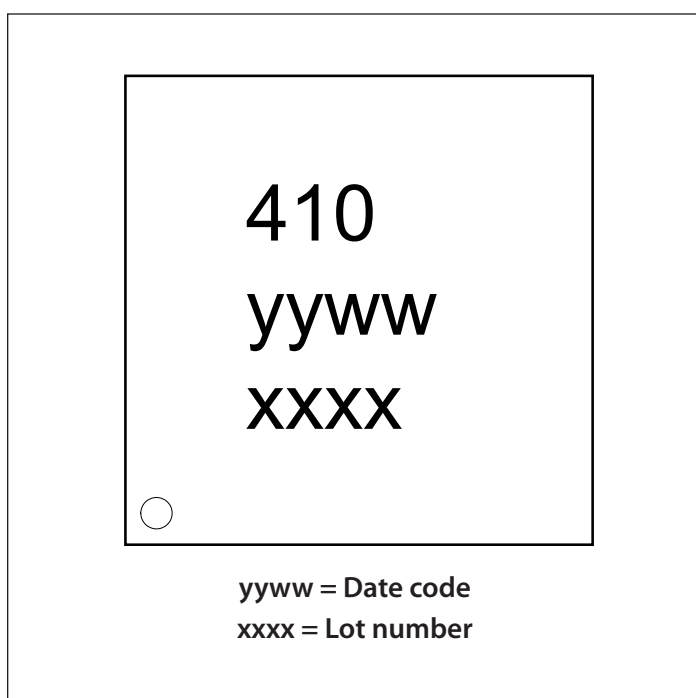 410
yyww
xxxx
yyww = Date code
xxxx = Lot number